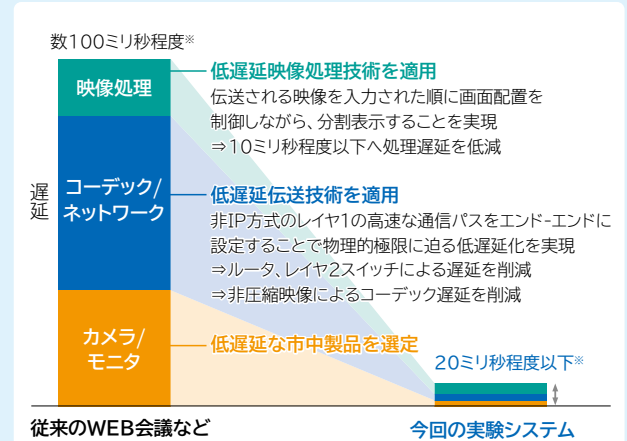 数100ミリ秒程度※
映像処理
低遅延映像処理技術を適用
伝送される映像を入力された順に画面配置を
制御しながら、分割表示することを実現
⇒10ミリ秒程度以下へ処理遅延を低減
遅延
コーデック/
ネットワーク
低遅延伝送技術を適用
非IP方式のレイヤ1の高速な通信パスをエンド-エンドに
設定することで物理的極限に迫る低遅延化を実現
⇒ルータ、レイヤ2スイッチによる遅延を削減
⇒非圧縮映像によるコーデック遅延を削減
カメラ/
モニタ
低遅延な市中製品を選定
20ミリ秒程度以下※
従来のWEB会議など
今回の実験システム